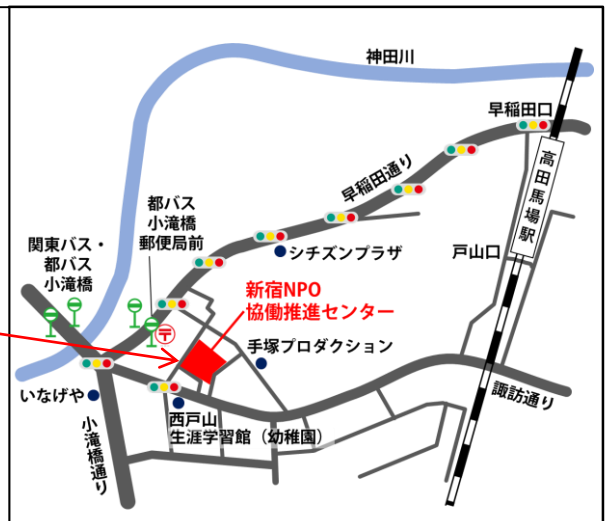 神田川
早稲田口
早稲田通り
高田馬場駅
都バス
小滝橋
郵便局前
関東バス・
都バス
小滝橋
シチズンプラザ
戸山口
新宿NPO
協働推進センター
〒
手塚プロダクション
いなげや
西戸山
生涯学習館（幼稚園）
諏訪通り
小滝橋通り